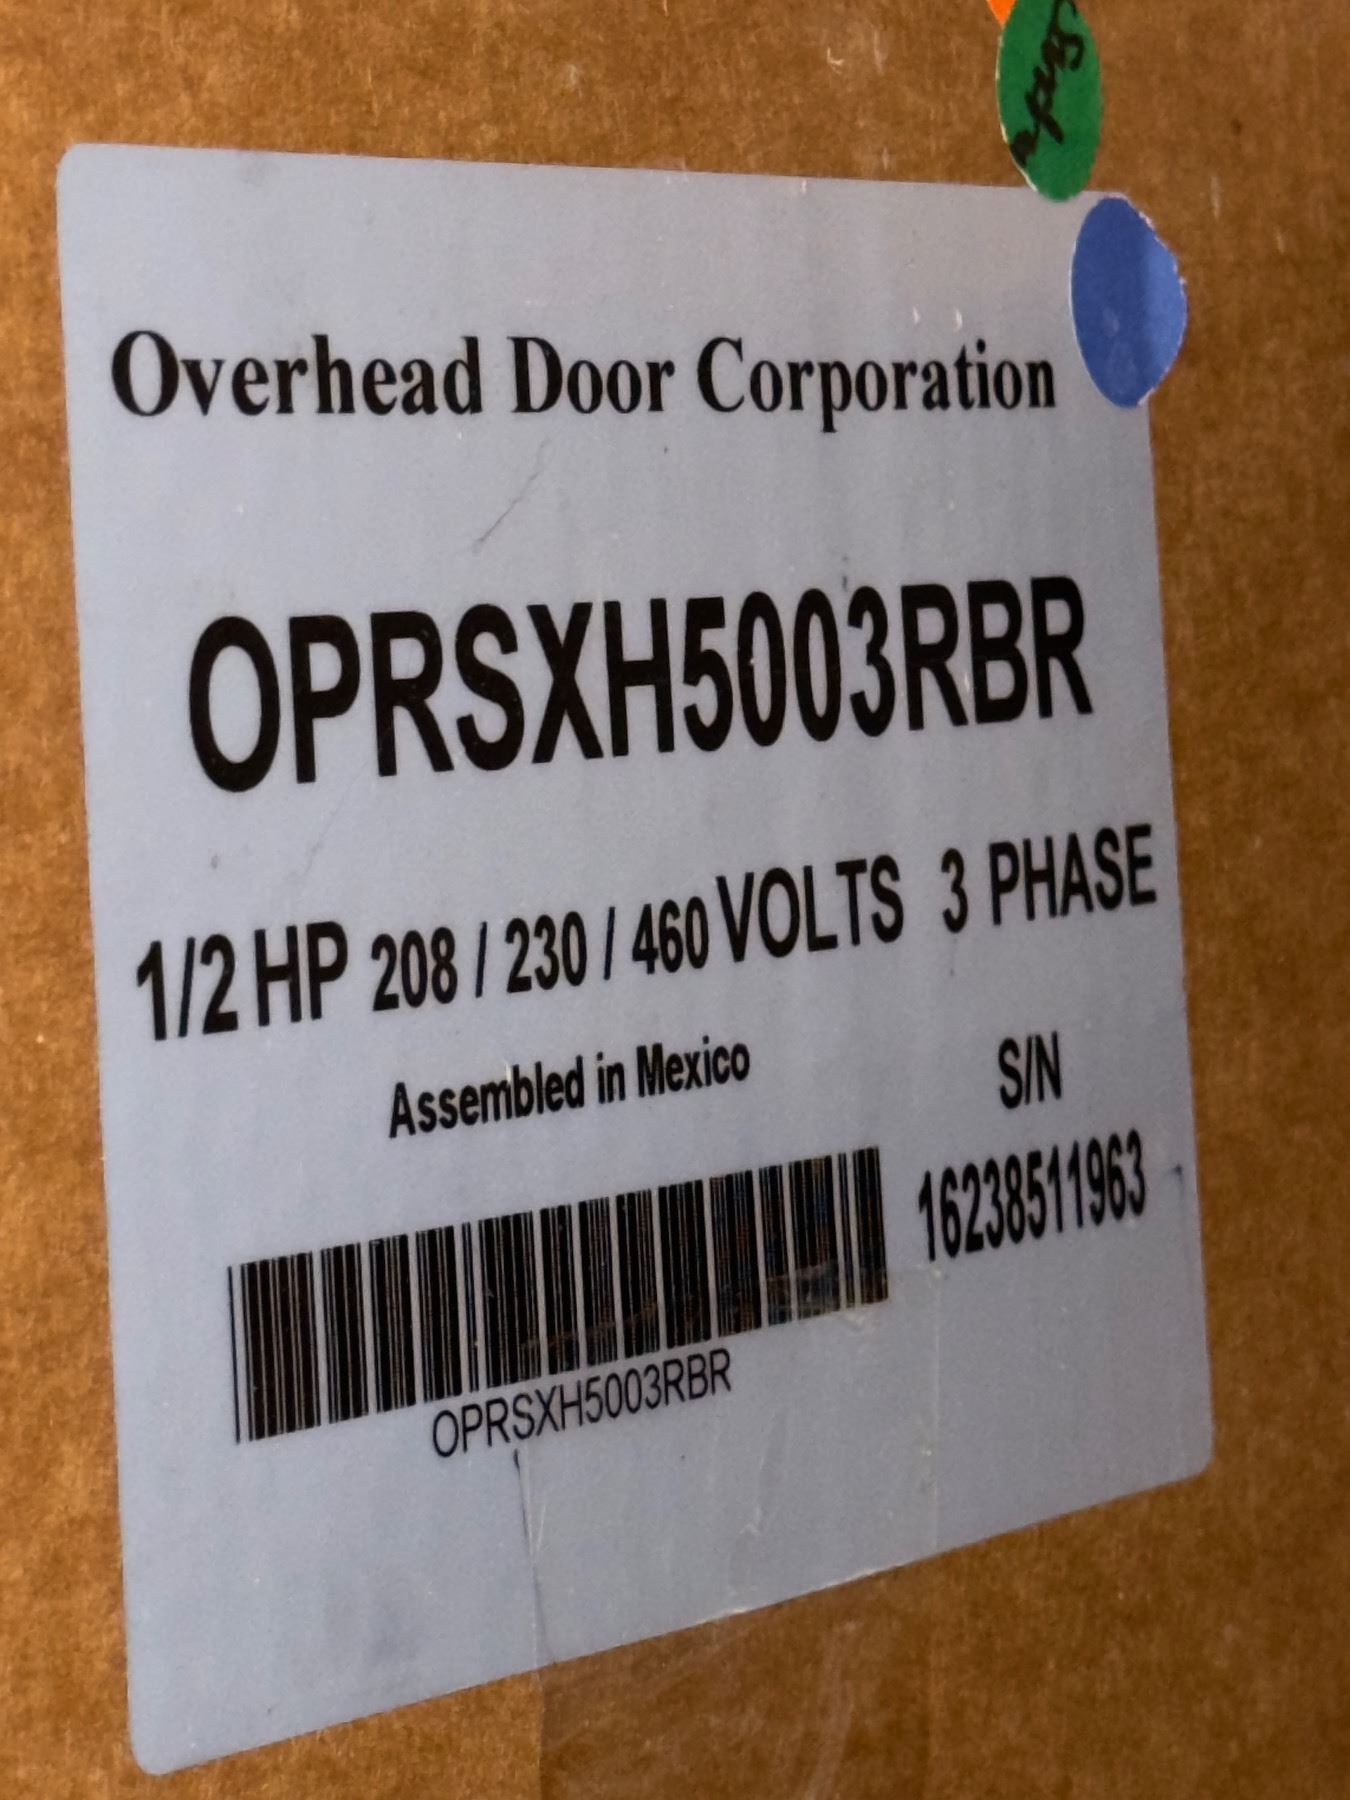 Overhead Door Corporation
OPRSXH5003RBR
1/2 HP 208 / 230 / 460 VOLTS 3 PHASE
Assembled in Mexico
S/N
16238511963
OPRSXH5003RBR